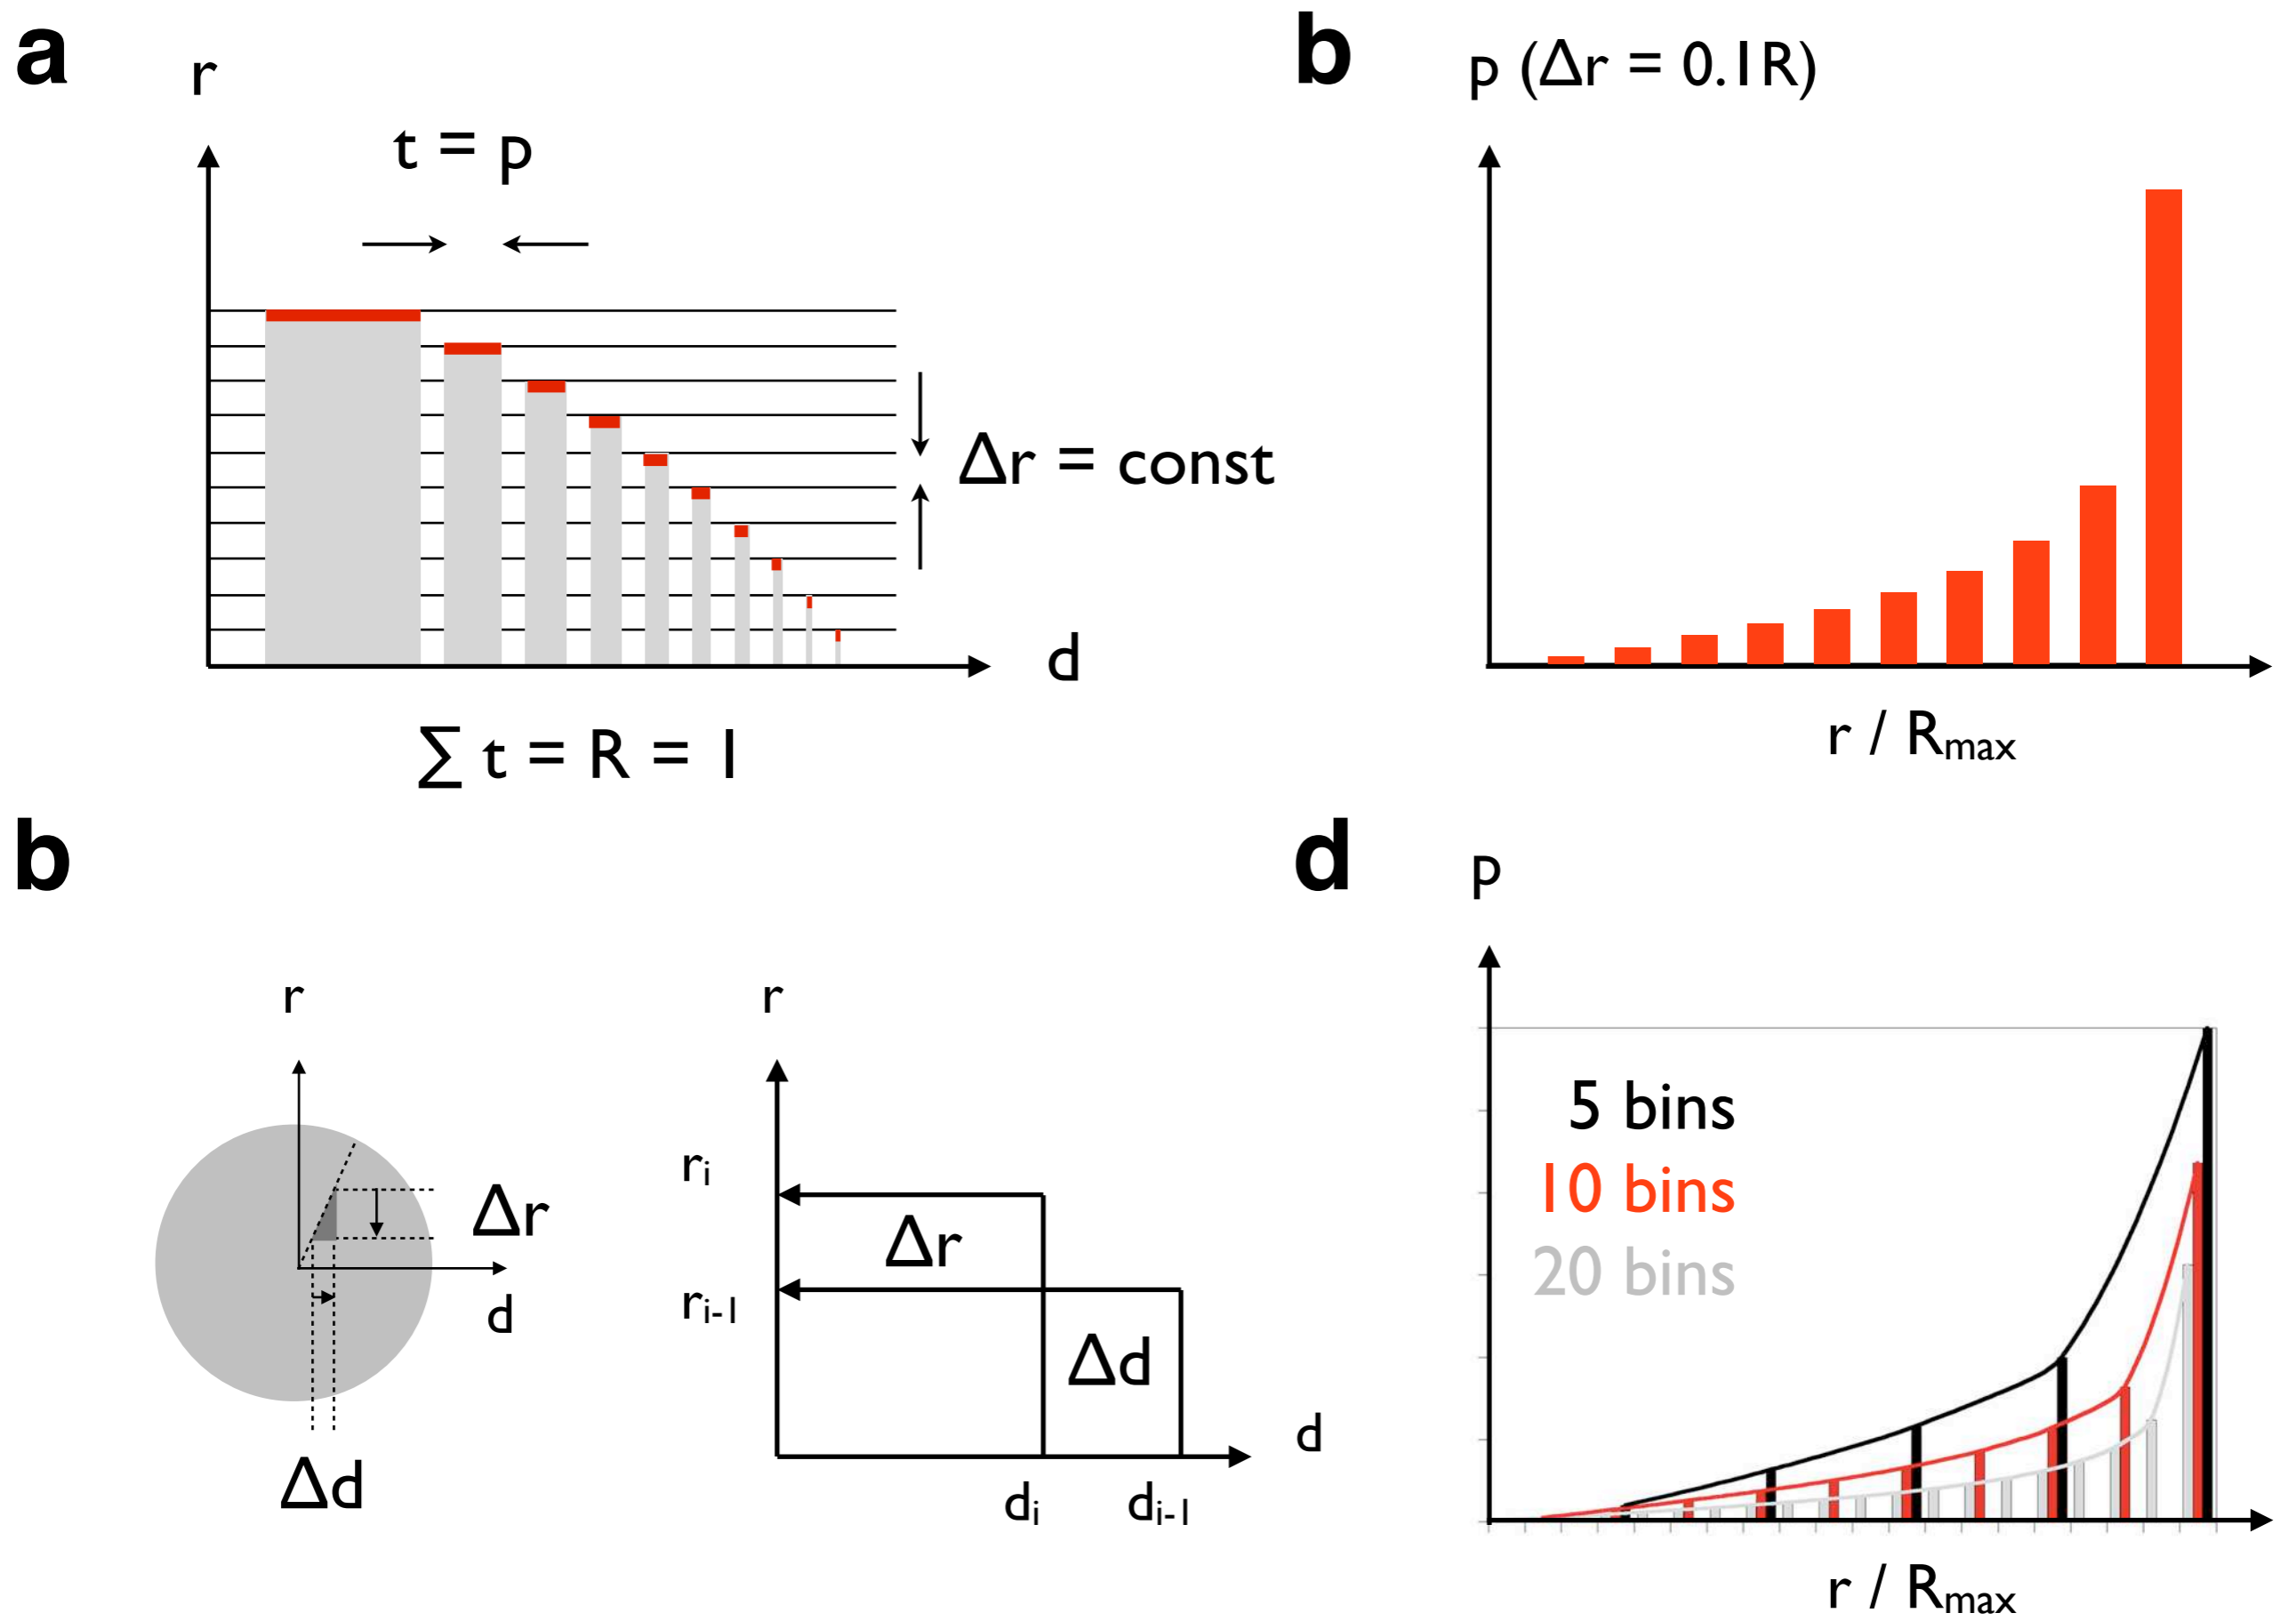 a
r
t = p
Δr = const
d
∑ t = R = 1
b
p (Δr = 0.1R)
r / Rmax
b
r
Δr
d
Δd
r
ri
Δr
ri-1
Δd
d
di
di-1
d
p
5 bins
10 bins
20 bins
r / Rmax